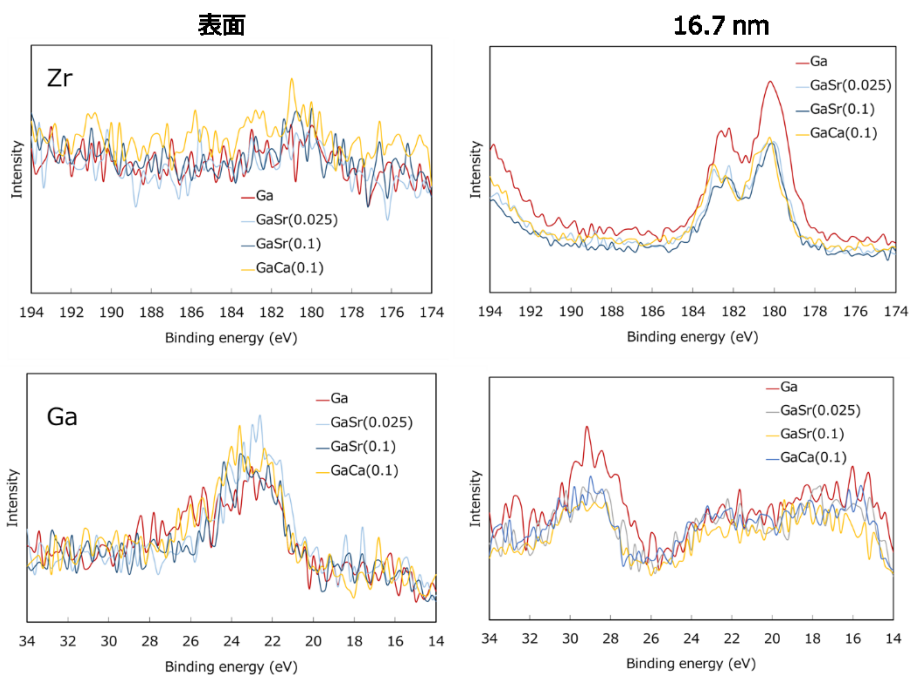 表面
16.7 nm
Zr
Intensity
Ga
GaSr(0.025)
GaSr(0.1)
GaCa(0.1)
194 192 190 188 186 184 182 180 178 176 174
Binding energy (eV)
Intensity
Ga
GaSr(0.025)
GaSr(0.1)
GaCa(0.1)
194 192 190 188 186 184 182 180 178 176 174
Binding energy (eV)
Ga
Intensity
Ga
GaSr(0.025)
GaSr(0.1)
GaCa(0.1)
34 32 30 28 26 24 22 20 18 16 14
Binding energy (eV)
Intensity
Ga
GaSr(0.025)
GaSr(0.1)
GaCa(0.1)
34 32 30 28 26 24 22 20 18 16 14
Binding energy (eV)